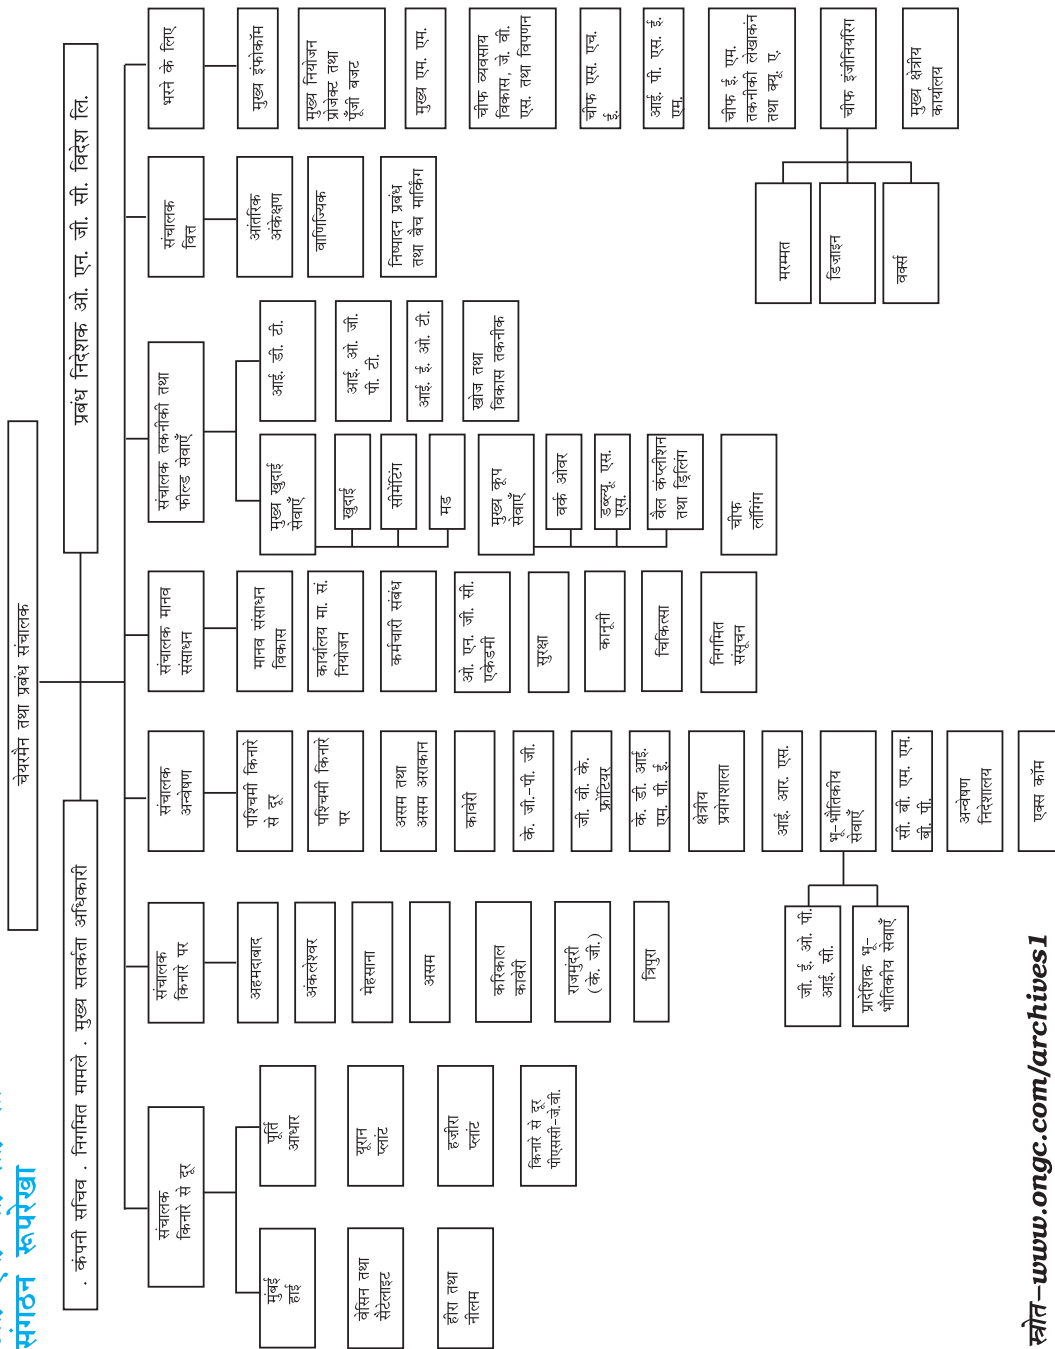 संगठन रूपरेखा
चेयरमैन तथा प्रबंध संचालक
. कंपनी सचिव . निगमित मामले . मुख्य सतर्कता अधिकारी
प्रबंध निदेशक ओ. एन. जी. सी. विदेश लि.
संचालक
किनारे से दूर
मुंबई
हाई
वेसिन तथा
सैटेलाइट
हीरा तथा
नीलम
पूर्ति
आधार
यूरान
प्लांट
हज़ीरा
प्लांट
किनारे से दूर
पीएससी-जे.वी.
संचालक
किनारे पर
अहमदाबाद
अंकलेश्वर
मेहसाना
असम
करिकाल
कावेरी
राजमुंदरी
(के. जी.)
त्रिपुरा
संचालक
अन्वेषण
पश्चिमी किनारे
से दूर
पश्चिमी किनारे
पर
असम तथा
असम अराकान
कावेरी
के. जी.-पी. जी.
जी. वी. के.
फ्रोंटियर
के. डी. आई.
एम. पी. ई.
क्षेत्रीय
प्रयोगशाला
आई. आर. एस.
भू-भौतिकीय
सेवाएँ
जी. ई. ओ. पी.
आई. सी.
प्रादेशिक भू-
भौतिकीय सेवाएँ
सी. बी. एम. एम.
बी. पी.
अन्वेषण
निदेशालय
एक्स कॉम
संचालक मानव
संसाधन
मानव संसाधन
विकास
कार्यालय मा. सं.
नियोजन
कर्मचारी संबंध
ओ. एन. जी. सी.
एकेडमी
सुरक्षा
कानूनी
चिकित्सा
निगमित
संसूचन
संचालक तकनीकी तथा
फील्ड सेवाएँ
मुख्य खुदाई
सेवाएँ
खुदाई
सीमेंटिंग
मड
मुख्य कूप
सेवाएँ
वर्क ओवर
डब्ल्यू. एस.
एस.
वैल कंप्लीशन
तथा ड्रिलिंग
चीफ
लॉगिंग
आई. डी. टी.
आई. ओ. जी.
पी. टी.
आई. ई. ओ. टी.
खोज तथा
विकास तकनीक
संचालक
वित्त
आंतरिक
अंकेक्षण
वाणिज्यिक
निष्पादन प्रबंध
तथा बैंच मार्किंग
भरने के लिए
मुख्य इंफोकॉम
मुख्य नियोजन
प्रोजेक्ट तथा
पूँजी बजट
मुख्य एम. एम.
चीफ व्यवसाय
विकास, जे. वी.
एस. तथा विपणन
चीफ एस. एच.
ई.
आई. पी. एस. ई.
एम.
चीफ ई. एम.
तकनीकी लेखाकंन
तथा क्यू. ए.
चीफ इंजीनियरिंग
मरम्मत
डिज़ाइन
वर्क्स
मुख्य क्षेत्रीय
कार्यालय
स्त्रोत–www.ongc.com/archives1